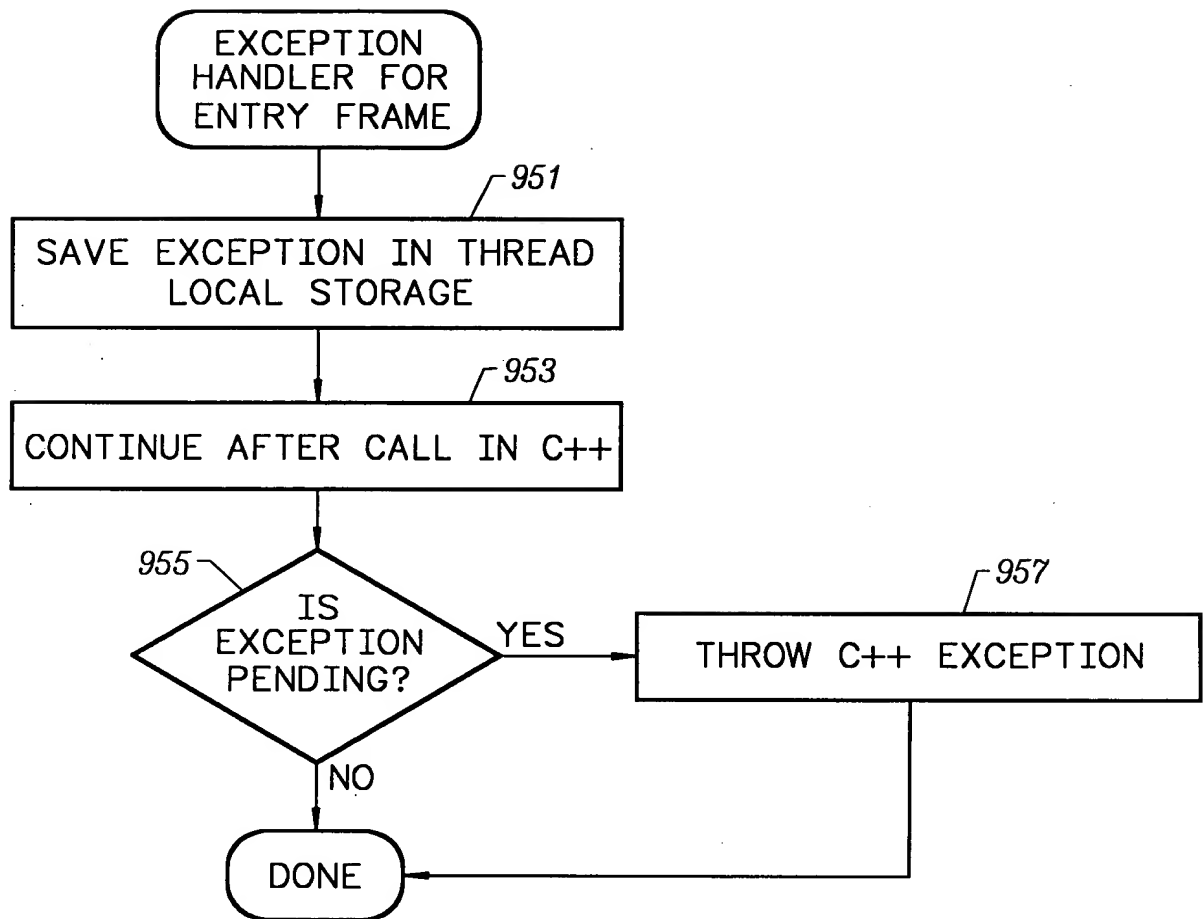 EXCEPTION
HANDLER FOR
ENTRY FRAME
951
SAVE EXCEPTION IN THREAD
LOCAL STORAGE
953
CONTINUE AFTER CALL IN C++
955
IS
EXCEPTION
PENDING?
YES
957
THROW C++ EXCEPTION
NO
DONE